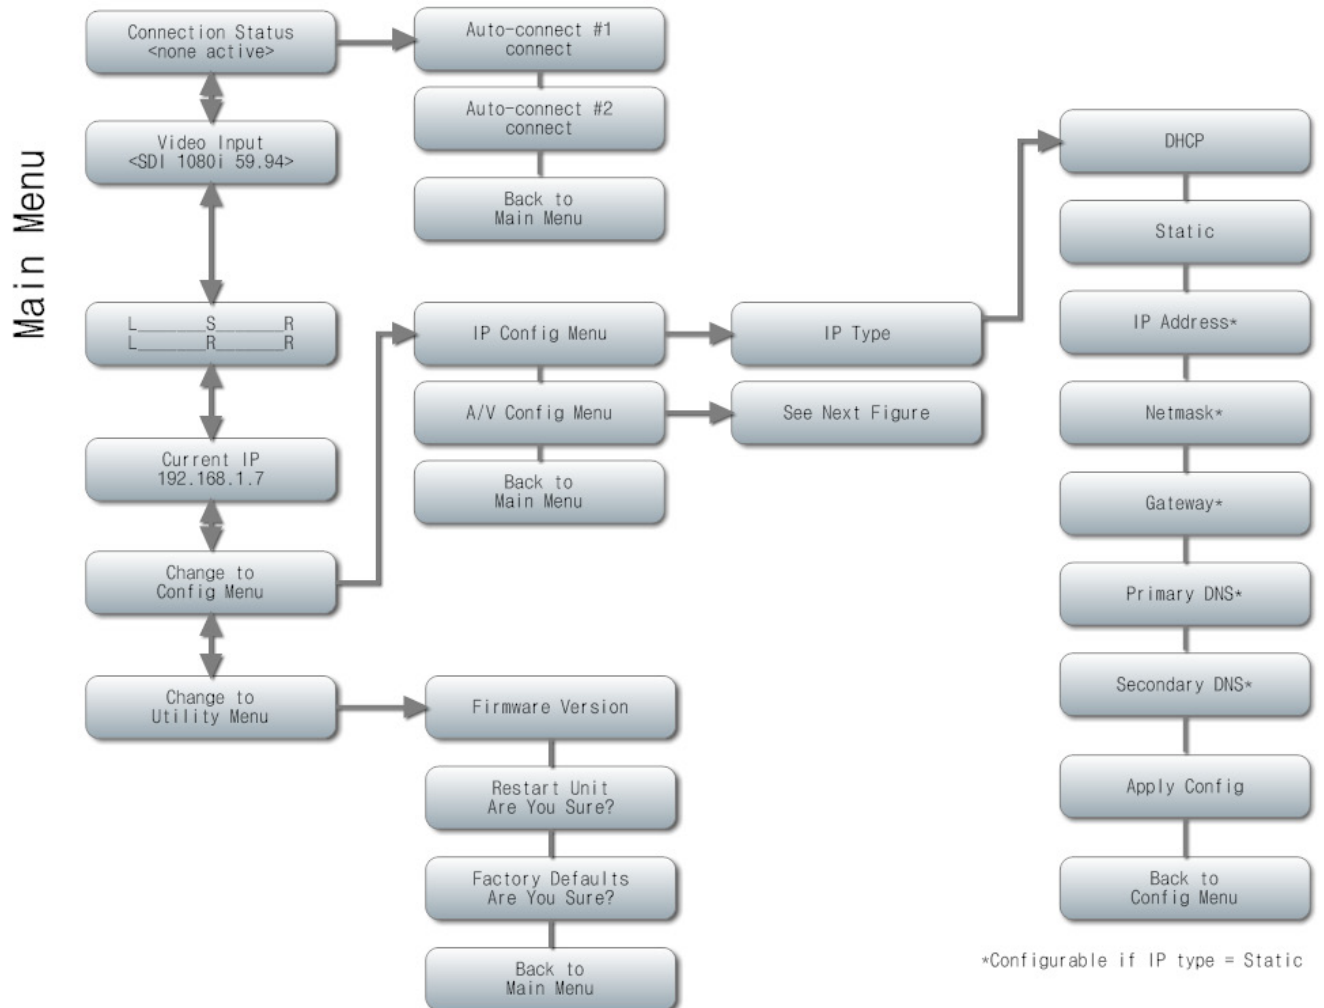 Main Menu
Connection Status
<none active>
Video Input
<SDI 1080i 59.94>
L______S______R
L______R______R
Current IP
192.168.1.7
Change to
Config Menu
Change to
Utility Menu
Auto-connect #1
connect
Auto-connect #2
connect
Back to
Main Menu
IP Config Menu
A/V Config Menu
Back to
Main Menu
IP Type
See Next Figure
Firmware Version
Restart Unit
Are You Sure?
Factory Defaults
Are You Sure?
Back to
Main Menu
DHCP
Static
IP Address*
Netmask*
Gateway*
Primary DNS*
Secondary DNS*
Apply Config
Back to
Config Menu
*Configurable if IP type = Static